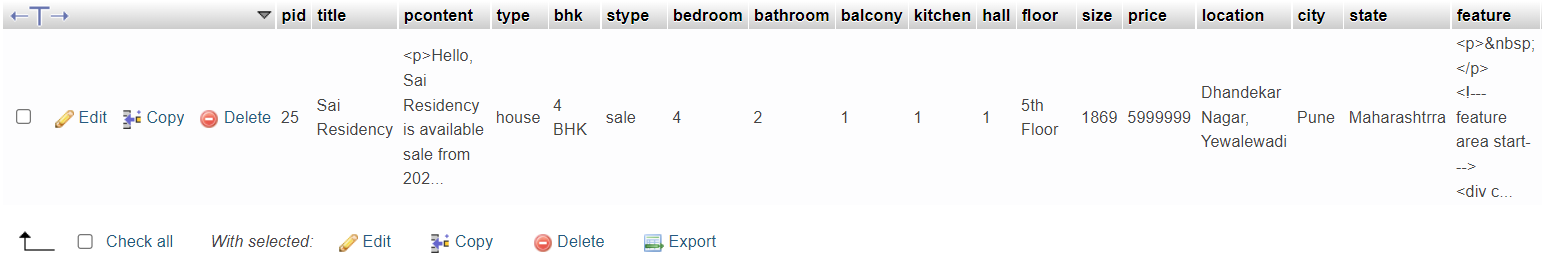 pid title pcontent type bhk stype bedroom bathroom balcony kitchen hall floor size price location city state feature
Edit Copy Delete 25
Sai
Residency
<p>Hello,
Sai
Residency
is available
sale from
202...
house
4
BHK
sale
4
2
1
1
1
5th
Floor
1869
5999999
Dhandekar
Nagar,
Yewalewadi
Pune
Maharashtrra
<p>&nbsp;
</p>
<!---
feature
area start-
-->
<div c...
Check all With selected: Edit Copy Delete Export